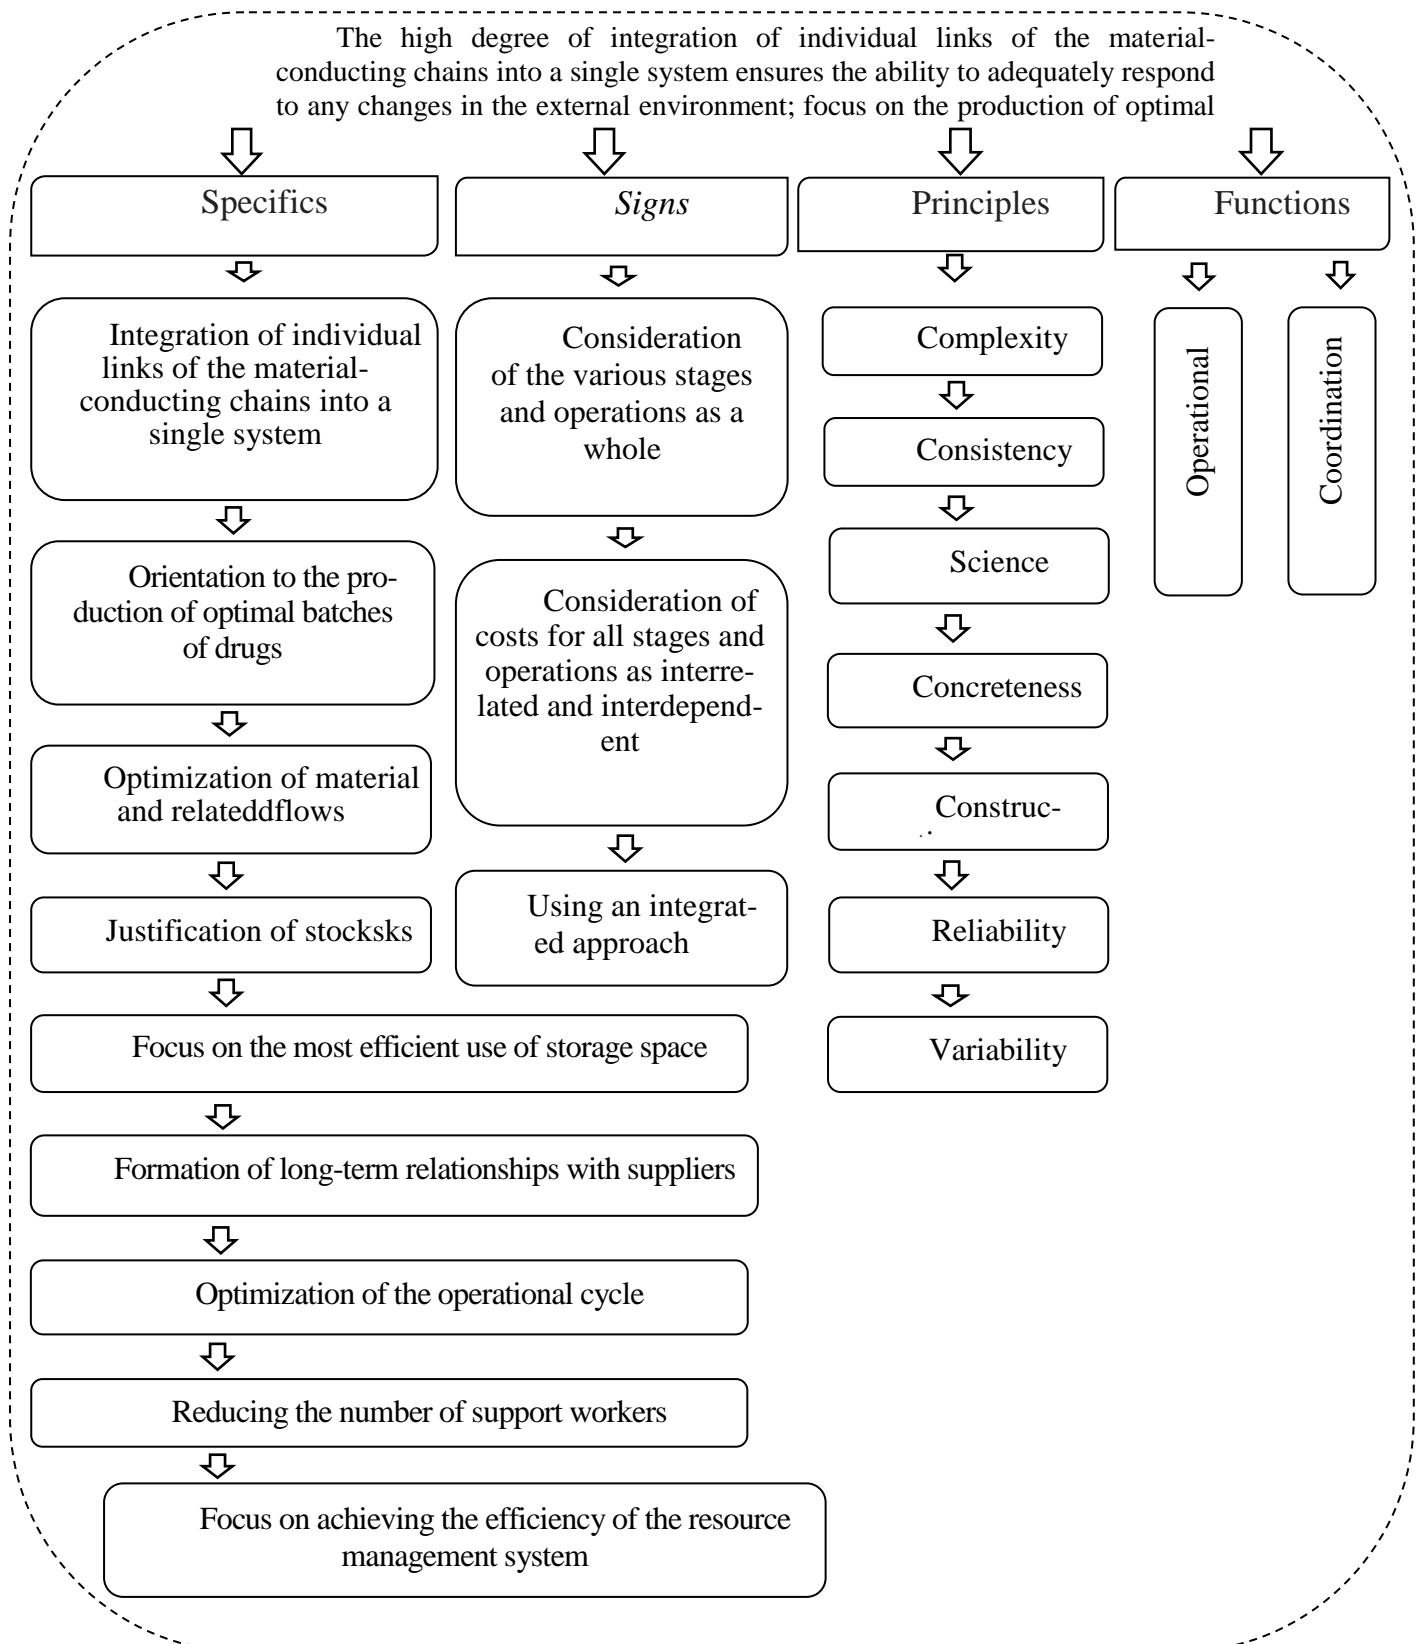 The high degree of integration of individual links of the material-
conducting chains into a single system ensures the ability to adequately respond
to any changes in the external environment; focus on the production of optimal
Specifics
Signs
Principles
Functions
Integration of individual
links of the material-
conducting chains into a
single system
Orientation to the pro-
duction of optimal batches
of drugs
Optimization of material
and relateddflows
Justification of stocksks
Focus on the most efficient use of storage space
Formation of long-term relationships with suppliers
Optimization of the operational cycle
Reducing the number of support workers
Focus on achieving the efficiency of the resource
management system
Consideration
of the various stages
and operations as a
whole
Consideration of
costs for all stages and
operations as interre-
lated and interdepend-
ent
Using an integrat-
ed approach
Complexity
Consistency
Science
Concreteness
Construc-
Reliability
Variability
Operational
Coordination